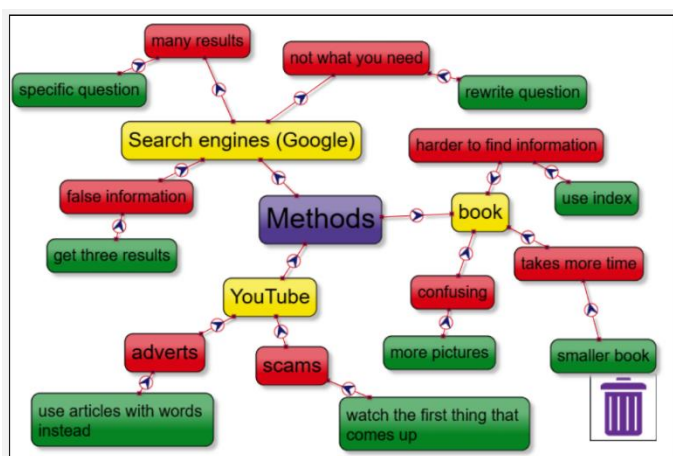 many results
not what you need
specific question
rewrite question
Search engines (Google)
harder to find information
false information
use index
Methods
book
get three results
takes more time
YouTube
confusing
adverts
scams
more pictures
smaller book
use articles with words
instead
watch the first thing that
comes up